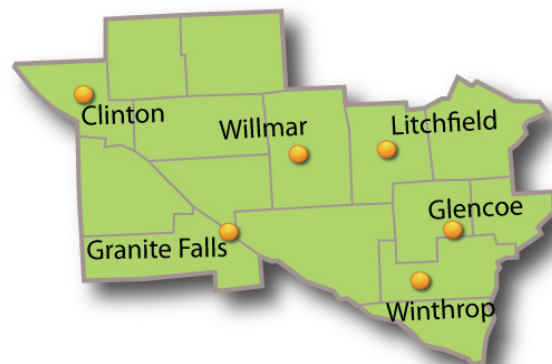 Clinton
Willmar
Litchfield
Glencoe
Granite Falls
Winthrop